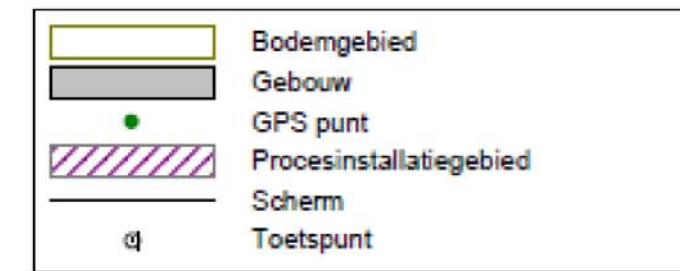 Bodemgebied
Gebouw
GPS punt
Procesinstallatiegebied
Scherm
Toetspunt